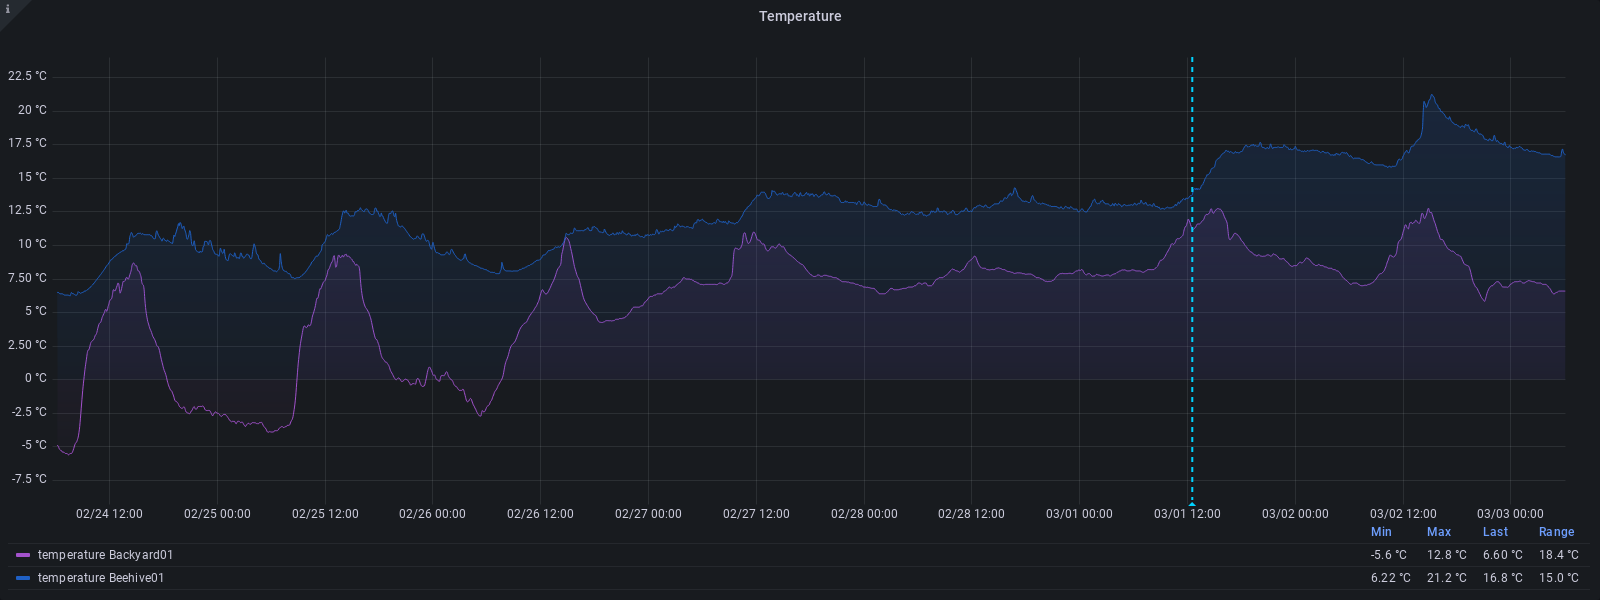 i
Temperature
22.5 °C
20 °C
17.5 °C
15 °C
12.5 °C
10 °C
7.50 °C
5 °C
2.50 °C
0 °C
-2.5 °C
-5 °C
-7.5 °C
02/24 12:00 02/25 00:00 02/25 12:00 02/26 00:00 02/26 12:00 02/27 00:00 02/27 12:00 02/28 00:00 02/28 12:00 03/01 00:00 03/01 12:00 03/02 00:00 03/02 12:00 03/03 00:00
Min Max Last Range
temperature Backyard01 -5.6 °C 12.8 °C 6.60 °C 18.4 °C
temperature Beehive01 6.22 °C 21.2 °C 16.8 °C 15.0 °C